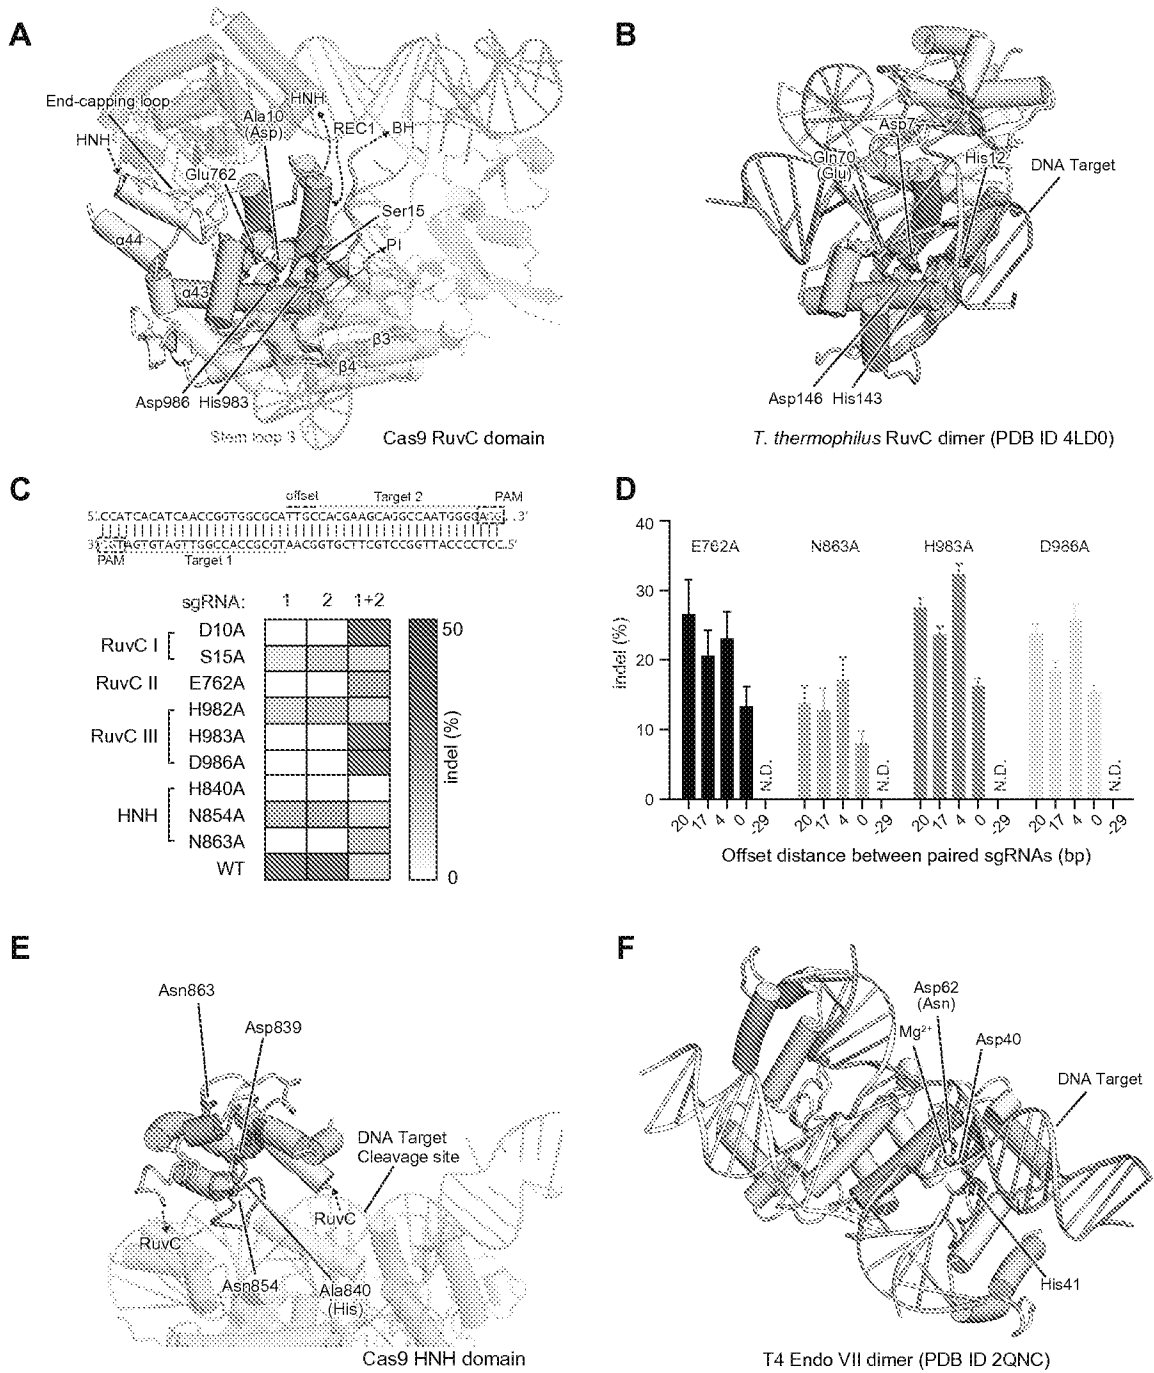 A
End-capping loop
HNH
HNH
Ala10
(Asp)
REC1
BH
Glu762
Ser15
PI
α44
α43
β3
β4
Asp986
His983
Stem loop 3
Cas9 RuvC domain
B
Asp7
Gln70
(Glu)
His12
DNA Target
Asp146
His143
T. thermophilus RuvC dimer (PDB ID 4LD0)
C
offset
Target 2
PAM
PAM
Target 1
sgRNA: 1 2 1+2
RuvC I
D10A
S15A
RuvC II
E762A
RuvC III
H982A
H983A
D986A
HNH
H840A
N854A
N863A
WT
50
indel (%)
0
D
E762A
N863A
H983A
D986A
indel (%)
40
30
20
10
0
N.D.
N.D.
N.D.
N.D.
20 17 4 0 -29
20 17 4 0 -29
20 17 4 0 -29
20 17 4 0 -29
Offset distance between paired sgRNAs (bp)
E
Asn863
Asp839
DNA Target
Cleavage site
RuvC
RuvC
Asn854
Ala840
(His)
Cas9 HNH domain
F
Asp62
(Asn)
Mg²⁺
Asp40
DNA Target
His41
T4 Endo VII dimer (PDB ID 2QNC)